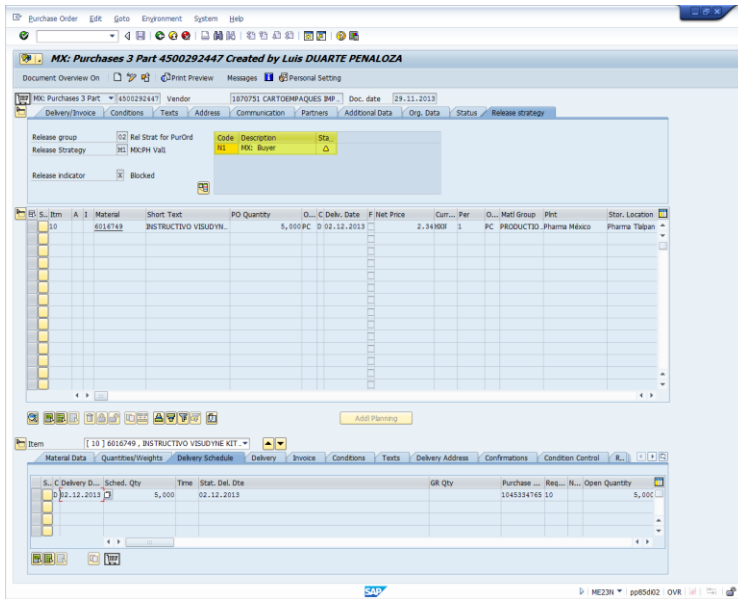 Purchase Order Edit Goto Environment System Help
MX: Purchases 3 Part 4500292447 Created by Luis DUARTE PENALOZA
Document Overview On Print Preview Messages Personal Setting
MX: Purchases 3 Part 4500292447 Vendor 1070751 CARTOEMPAQUES IMP.. Doc. date 29.11.2013
Delivery/Invoice Conditions Texts Address Communication Partners Additional Data Org. Data Status Release strategy
Release group 02 Rel Strat for PurOrd Code Description Sta..
Release Strategy M1 MX:PH Val1 N1 MX: Buyer
Release indicator X Blocked
S.. Itm A I Material Short Text PO Quantity O... C Delv. Date F Net Price Curr... Per O... Matl Group Plnt Stor. Location
10 6016749 INSTRUCTIVO VISUDYN.. 5,000 PC D 02.12.2013 2.34 MXN 1 PC PRODUCTIO.. Pharma México Pharma Tlalpan
Addl Planning
Item [ 10 ] 6016749 , INSTRUCTIVO VISUDYNE KIT..
Material Data Quantities/Weights Delivery Schedule Delivery Invoice Conditions Texts Delivery Address Confirmations Condition Control R...
S.. C Delivery D... Sched. Qty Time Stat. Del. Dte GR Qty Purchase ... Req... N... Open Quantity
D 02.12.2013 5,000 02.12.2013 1045334765 10 5,000
SAP
ME23N pp85di02 OVR